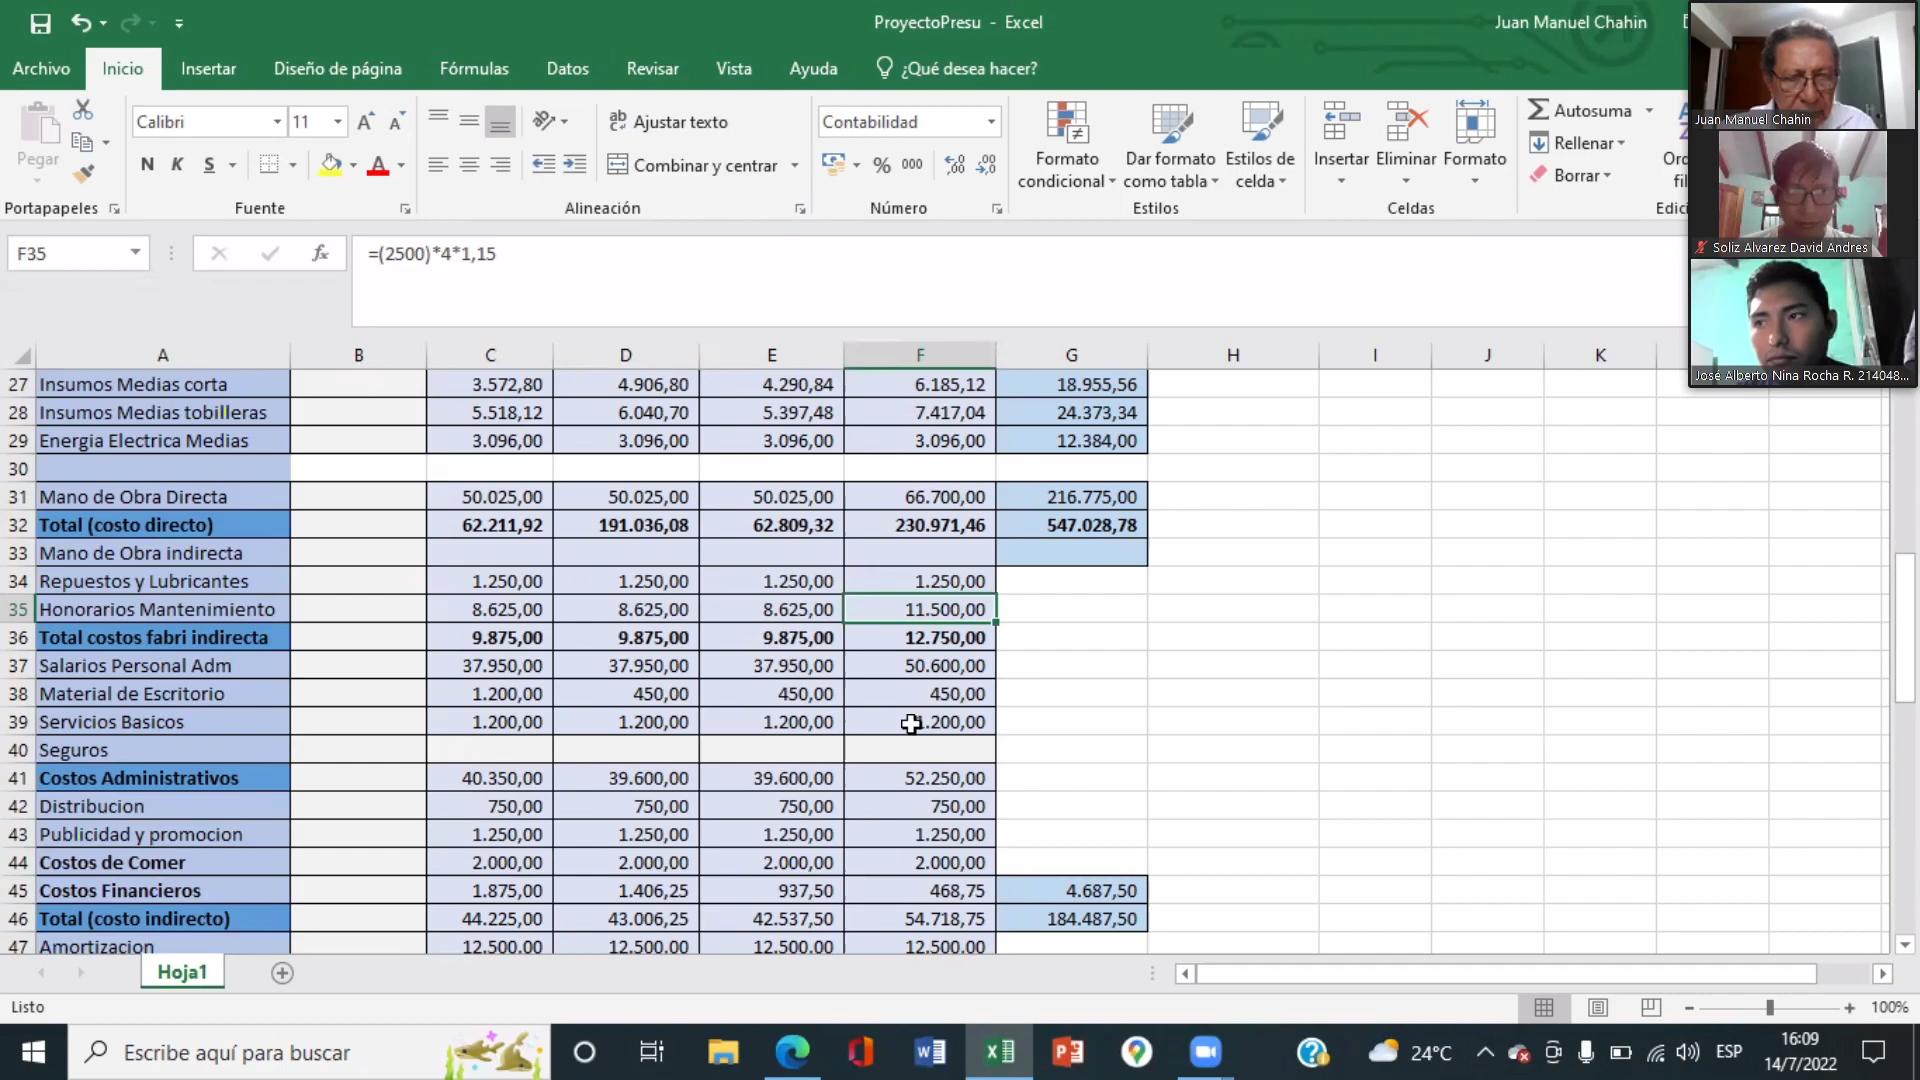 ProyectoPresu - Excel
Juan Manuel Chahin
Archivo Inicio Insertar Diseño de página Fórmulas Datos Revisar Vista Ayuda ¿Qué desea hacer?
Pegar
Calibri 11
N K S
Ajustar texto
Combinar y centrar
Contabilidad
% 000
Formato condicional
Dar formato como tabla
Estilos de celda
Insertar Eliminar Formato
Autosuma
Rellenar
Borrar
Portapapeles Fuente Alineación Número Estilos Celdas
F35 fx =(2500)*4*1,15
Juan Manuel Chahin
Soliz Alvarez David Andres
José Alberto Nina Rocha R. 214048...
A B C D E F G H I J K
27 Insumos Medias corta 3.572,80 4.906,80 4.290,84 6.185,12 18.955,56
28 Insumos Medias tobilleras 5.518,12 6.040,70 5.397,48 7.417,04 24.373,34
29 Energia Electrica Medias 3.096,00 3.096,00 3.096,00 3.096,00 12.384,00
30
31 Mano de Obra Directa 50.025,00 50.025,00 50.025,00 66.700,00 216.775,00
32 Total (costo directo) 62.211,92 191.036,08 62.809,32 230.971,46 547.028,78
33 Mano de Obra indirecta
34 Repuestos y Lubricantes 1.250,00 1.250,00 1.250,00 1.250,00
35 Honorarios Mantenimiento 8.625,00 8.625,00 8.625,00 11.500,00
36 Total costos fabri indirecta 9.875,00 9.875,00 9.875,00 12.750,00
37 Salarios Personal Adm 37.950,00 37.950,00 37.950,00 50.600,00
38 Material de Escritorio 1.200,00 450,00 450,00 450,00
39 Servicios Basicos 1.200,00 1.200,00 1.200,00 1.200,00
40 Seguros
41 Costos Administrativos 40.350,00 39.600,00 39.600,00 52.250,00
42 Distribucion 750,00 750,00 750,00 750,00
43 Publicidad y promocion 1.250,00 1.250,00 1.250,00 1.250,00
44 Costos de Comer 2.000,00 2.000,00 2.000,00 2.000,00
45 Costos Financieros 1.875,00 1.406,25 937,50 468,75 4.687,50
46 Total (costo indirecto) 44.225,00 43.006,25 42.537,50 54.718,75 184.487,50
47 Amortizacion 12.500,00 12.500,00 12.500,00 12.500,00
Hoja1
Listo
100%
Escribe aquí para buscar
24°C
ESP
16:09
14/7/2022